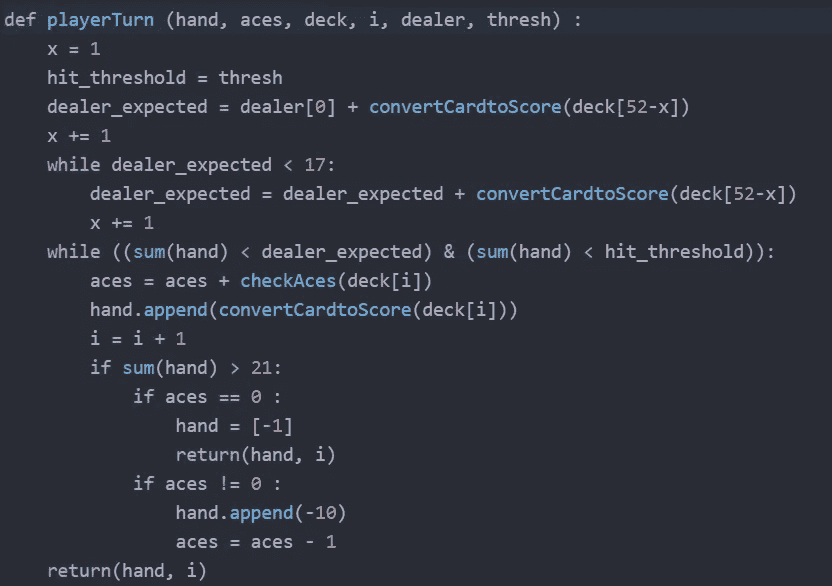 def playerTurn (hand, aces, deck, i, dealer, thresh) :
    x = 1
    hit_threshold = thresh
    dealer_expected = dealer[0] + convertCardtoScore(deck[52-x])
    x += 1
    while dealer_expected < 17:
        dealer_expected = dealer_expected + convertCardtoScore(deck[52-x])
        x += 1
    while ((sum(hand) < dealer_expected) & (sum(hand) < hit_threshold)):
        aces = aces + checkAces(deck[i])
        hand.append(convertCardtoScore(deck[i]))
        i = i + 1
        if sum(hand) > 21:
            if aces == 0 :
                hand = [-1]
                return(hand, i)
            if aces != 0 :
                hand.append(-10)
                aces = aces - 1
    return(hand, i)